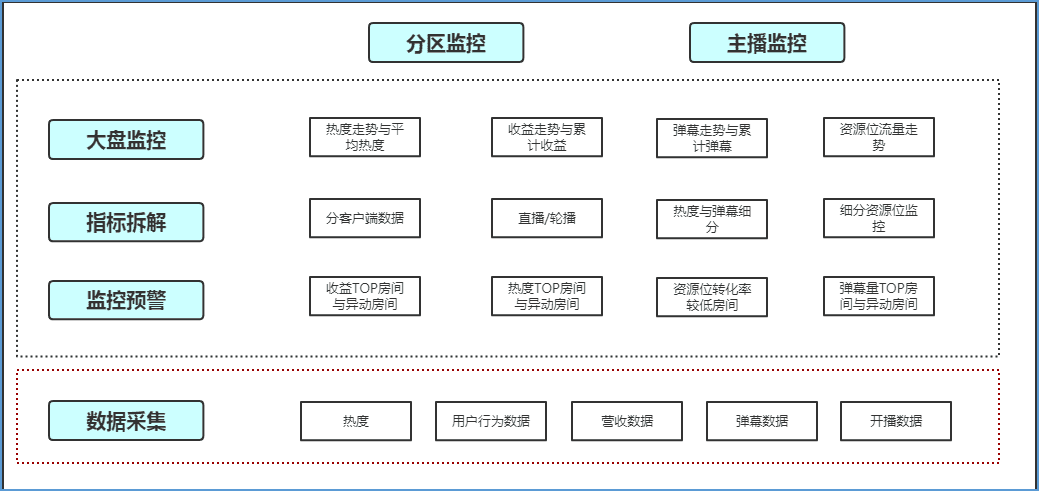 分区监控
主播监控
大盘监控
热度走势与平
均热度
收益走势与累
计收益
弹幕走势与累
计弹幕
资源位流量走
势
指标拆解
分客户端数据
直播/轮播
热度与弹幕细
分
细分资源位监
控
监控预警
收益TOP房间
与异动房间
热度TOP房间
与异动房间
资源位转化率
较低房间
弹幕量TOP房
间与异动房间
数据采集
热度
用户行为数据
营收数据
弹幕数据
开播数据